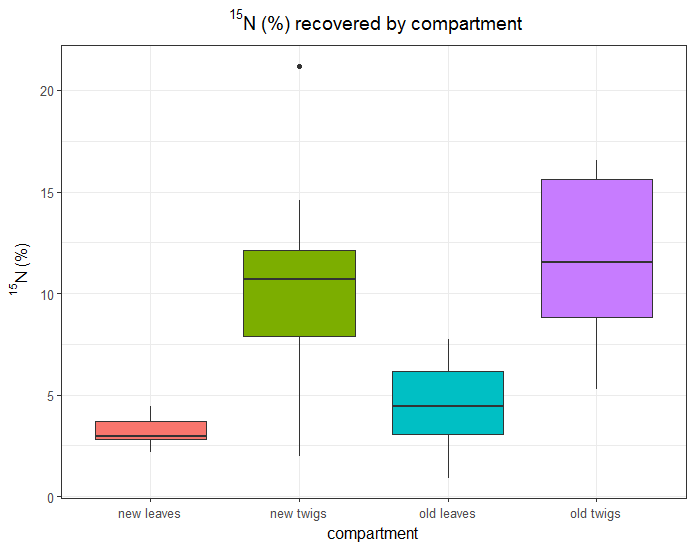 ¹⁵N (%) recovered by compartment
¹⁵N (%)
20
15
10
5
0
new leaves new twigs old leaves old twigs
compartment